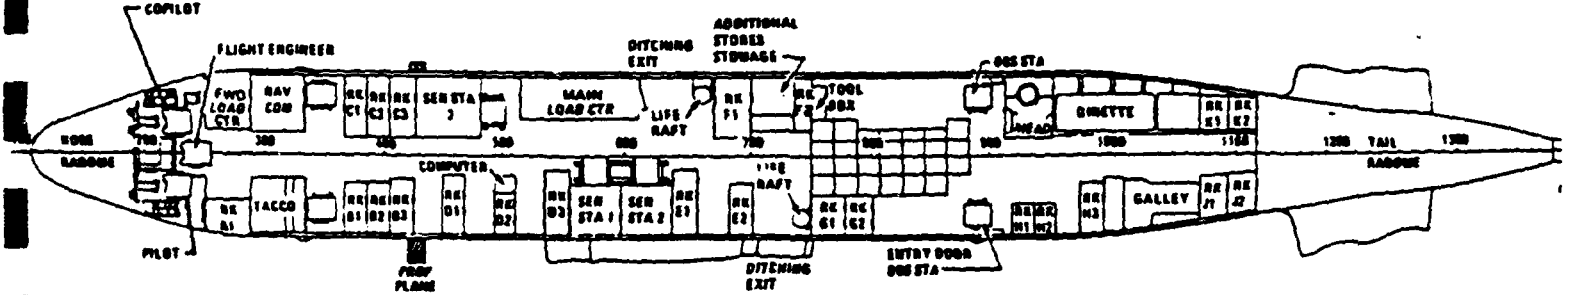 COPILOT
FLIGHT ENGINEER
DITCHING
EXIT
ADDITIONAL
STORES
STOWAGE
OBS STA
FWD
LOAD
CTR
NAV
COM
RK
C1
RK
C2
RK
C3
SEN STA
3
MAIN
LOAD CTR
LIFE
RAFT
RK
F1
RK
F2
TOOL
BOX
HEAD
DINETTE
RK
K1
RK
K2
NOSE
RADOME
200
300
400
500
600
700
900
1000
1100
1200
TAIL
RADOME
1300
COMPUTER
RAFT
RK
A1
TACCO
RK
B1
RK
B2
RK
B3
RK
D1
RK
D2
RK
D3
SEN
STA 1
SEN
STA 2
RK
E1
RK
E2
RK
G1
RK
G2
RK
H1
RK
H2
RK
H3
GALLEY
RK
J1
RK
J2
PILOT
PROP
PLANE
DITCHING
EXIT
ENTRY DOOR
OBS STA